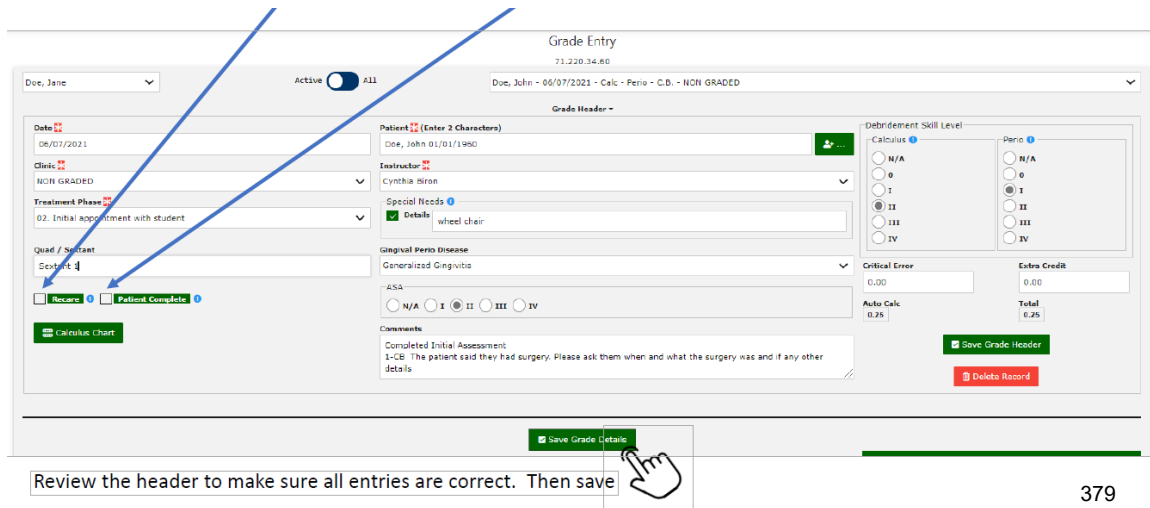 Grade Entry
71.220.34.60
Doe, Jane
Active All
Doe, John - 06/07/2021 - Calc - Perio - C.B. - NON GRADED
Grade Header
Date
06/07/2021
Clinic
NON GRADED
Treatment Phase
02. Initial appointment with student
Quad / Sextant
Sextant 1
Recare Patient Complete
Calculus Chart
Patient (Enter 2 Characters)
Doe, John 01/01/1960
...
Instructor
Cynthia Biron
Special Needs
Details wheel chair
Gingival Perio Disease
Generalized Gingivitis
ASA
N/A I II III IV
Comments
Completed Initial Assessment
1-CB The patient said they had surgery. Please ask them when and what the surgery was and if any other
details
Debridement Skill Level
Calculus
N/A
0
I
II
III
IV
Perio
N/A
0
I
II
III
IV
Critical Error Extra Credit
0.00 0.00
Auto Calc Total
0.25 0.25
Save Grade Header
Delete Record
Save Grade Details
Review the header to make sure all entries are correct. Then save
379